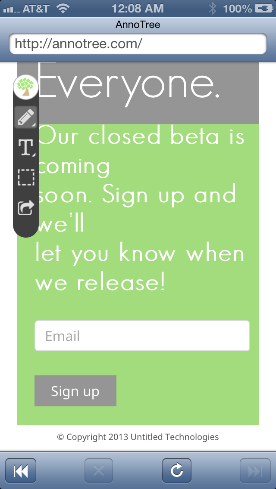 AT&T 12:08 AM 100%
AnnoTree
http://annotree.com/
Everyone.
T
Our closed beta is
coming
soon. Sign up and
we'll
let you know when
we release!
Email
Sign up
© Copyright 2013 Untitled Technologies